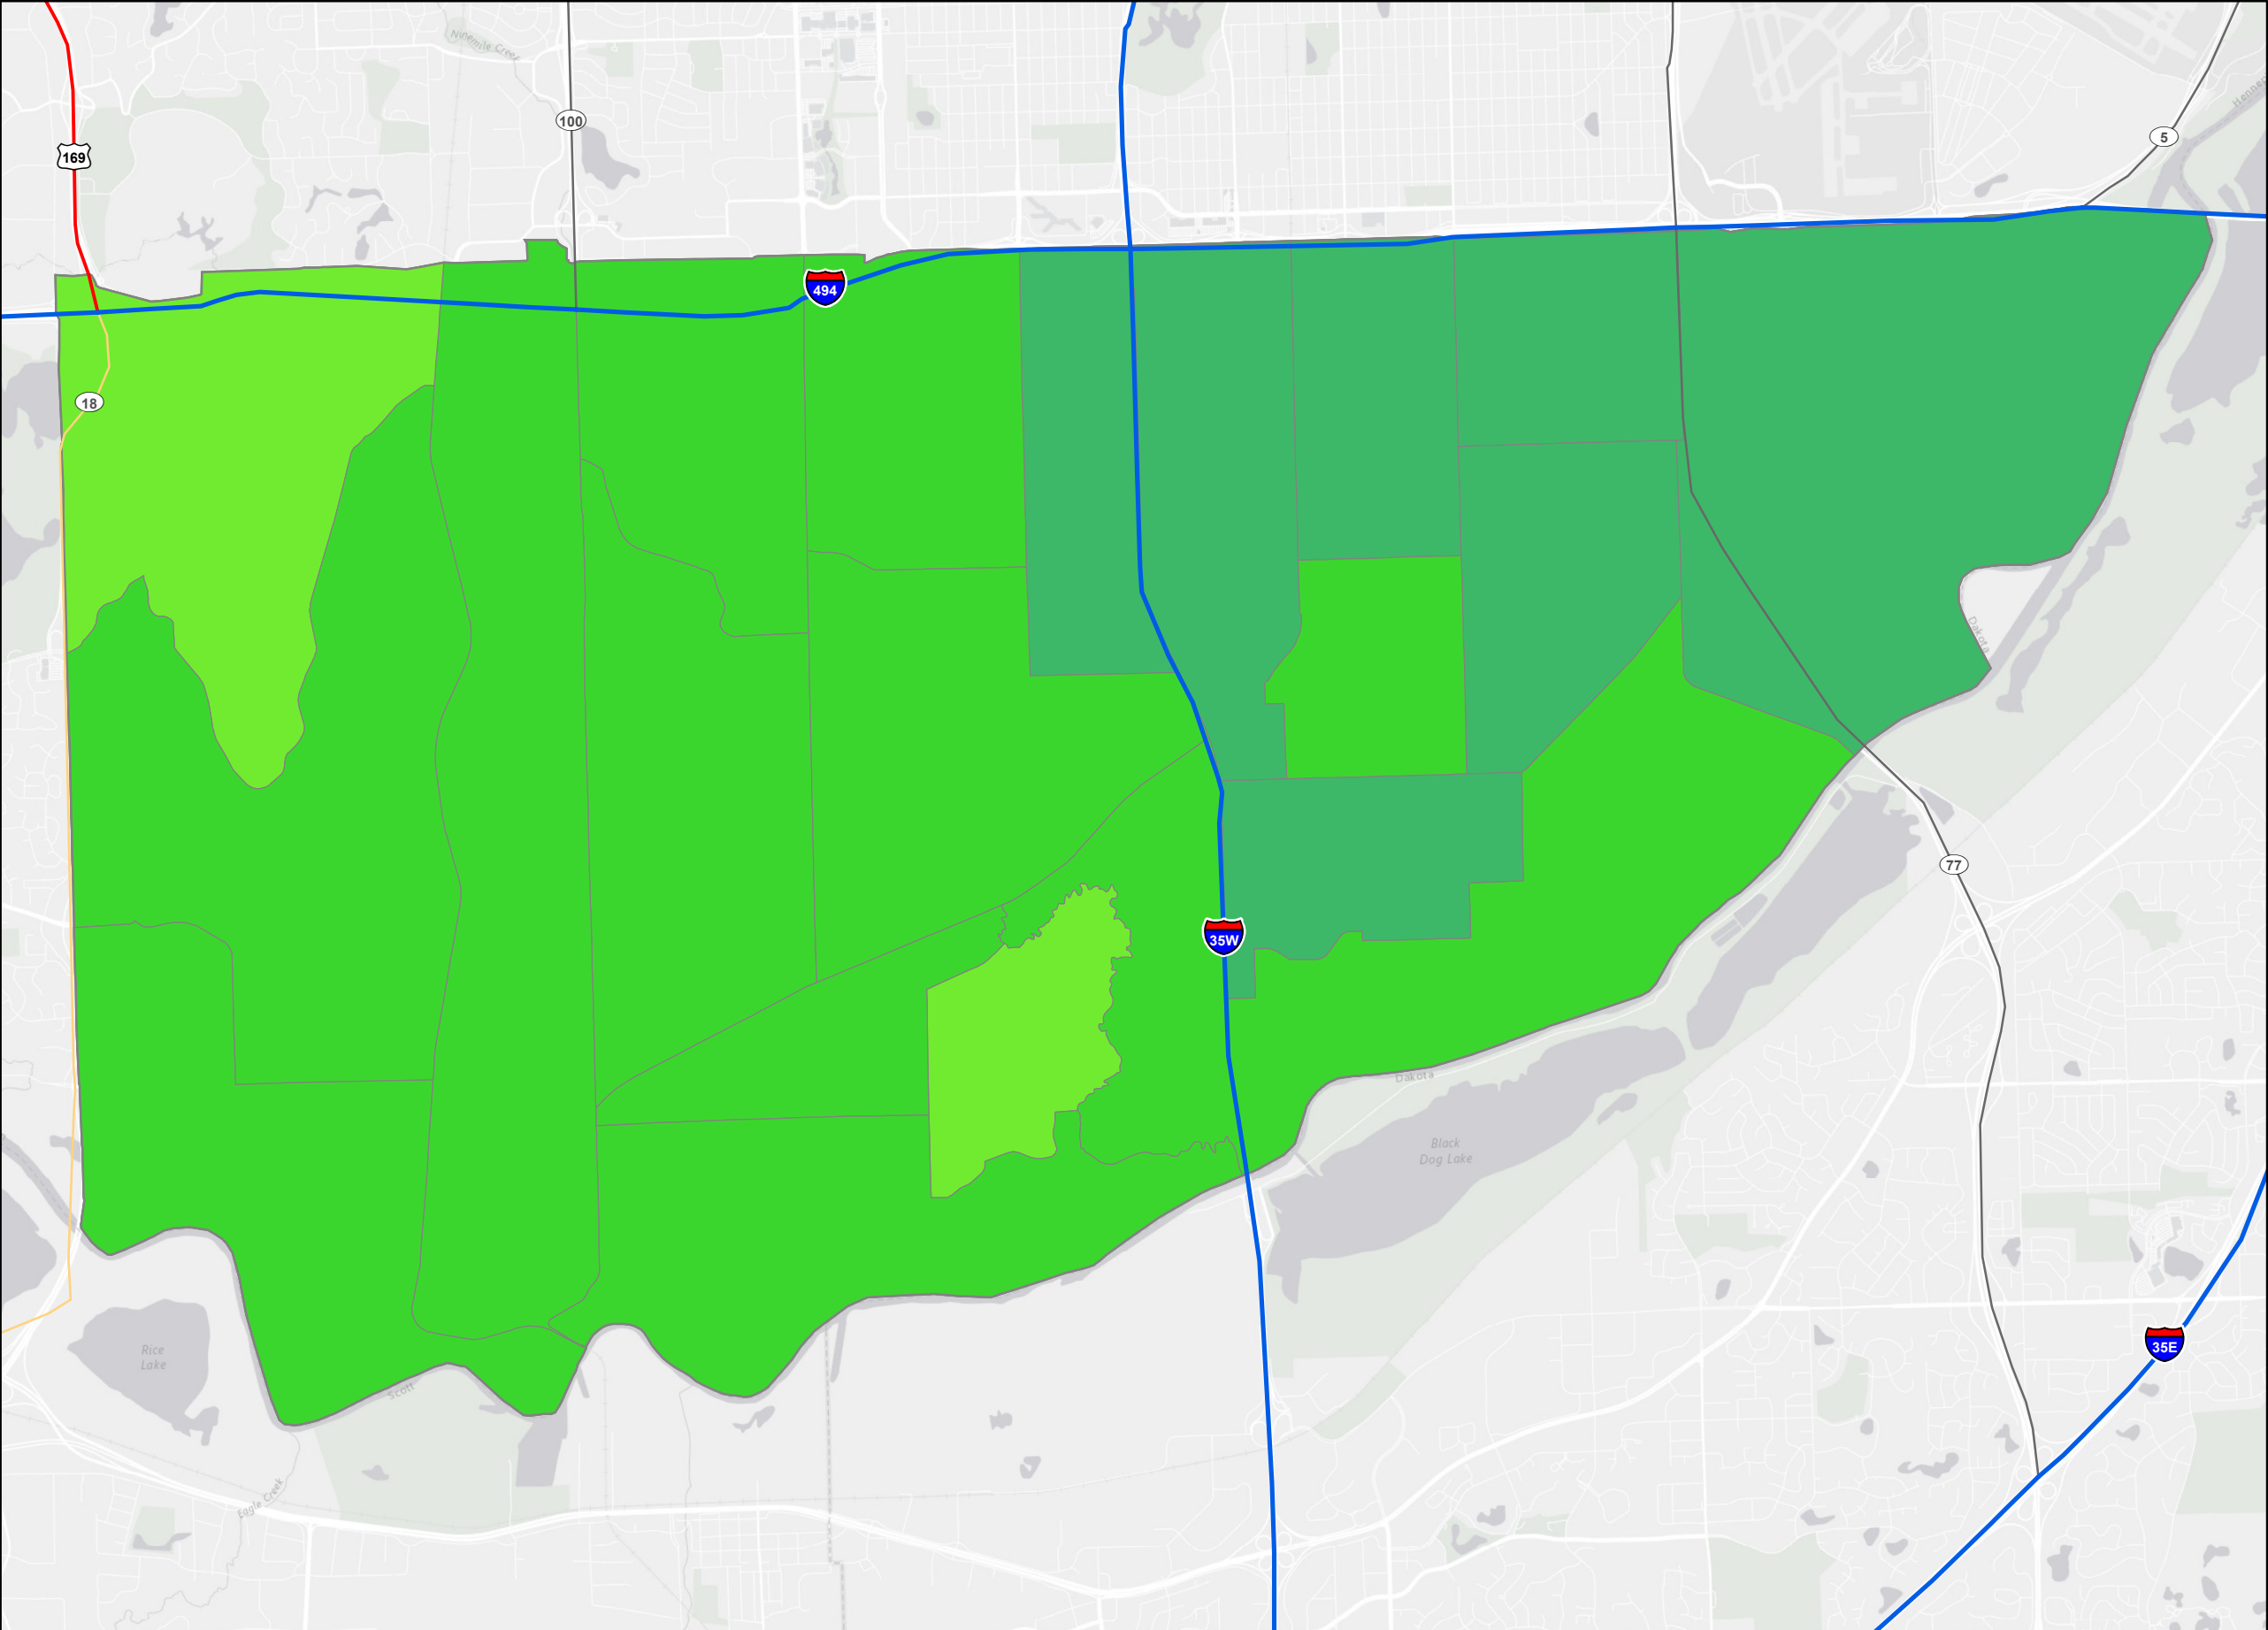 Ninemile Creek
100
5
169
494
18
Dakota
77
35W
Dakota
Black
Dog Lake
Rice
Lake
35E
Scott
Eagle Creek